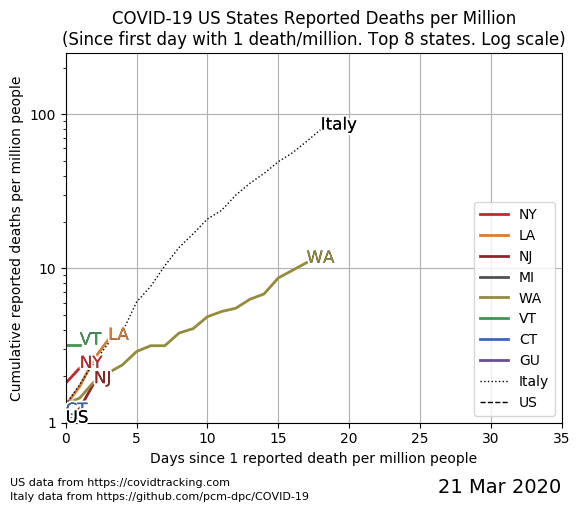 COVID-19 US States Reported Deaths per Million
(Since first day with 1 death/million. Top 8 states. Log scale)
Cumulative reported deaths per million people
100
10
1
Italy
WA
VT
LA
NY
NJ
CT
US
NY
LA
NJ
MI
WA
VT
CT
GU
Italy
US
0 5 10 15 20 25 30 35
Days since 1 reported death per million people
US data from https://covidtracking.com
Italy data from https://github.com/pcm-dpc/COVID-19
21 Mar 2020